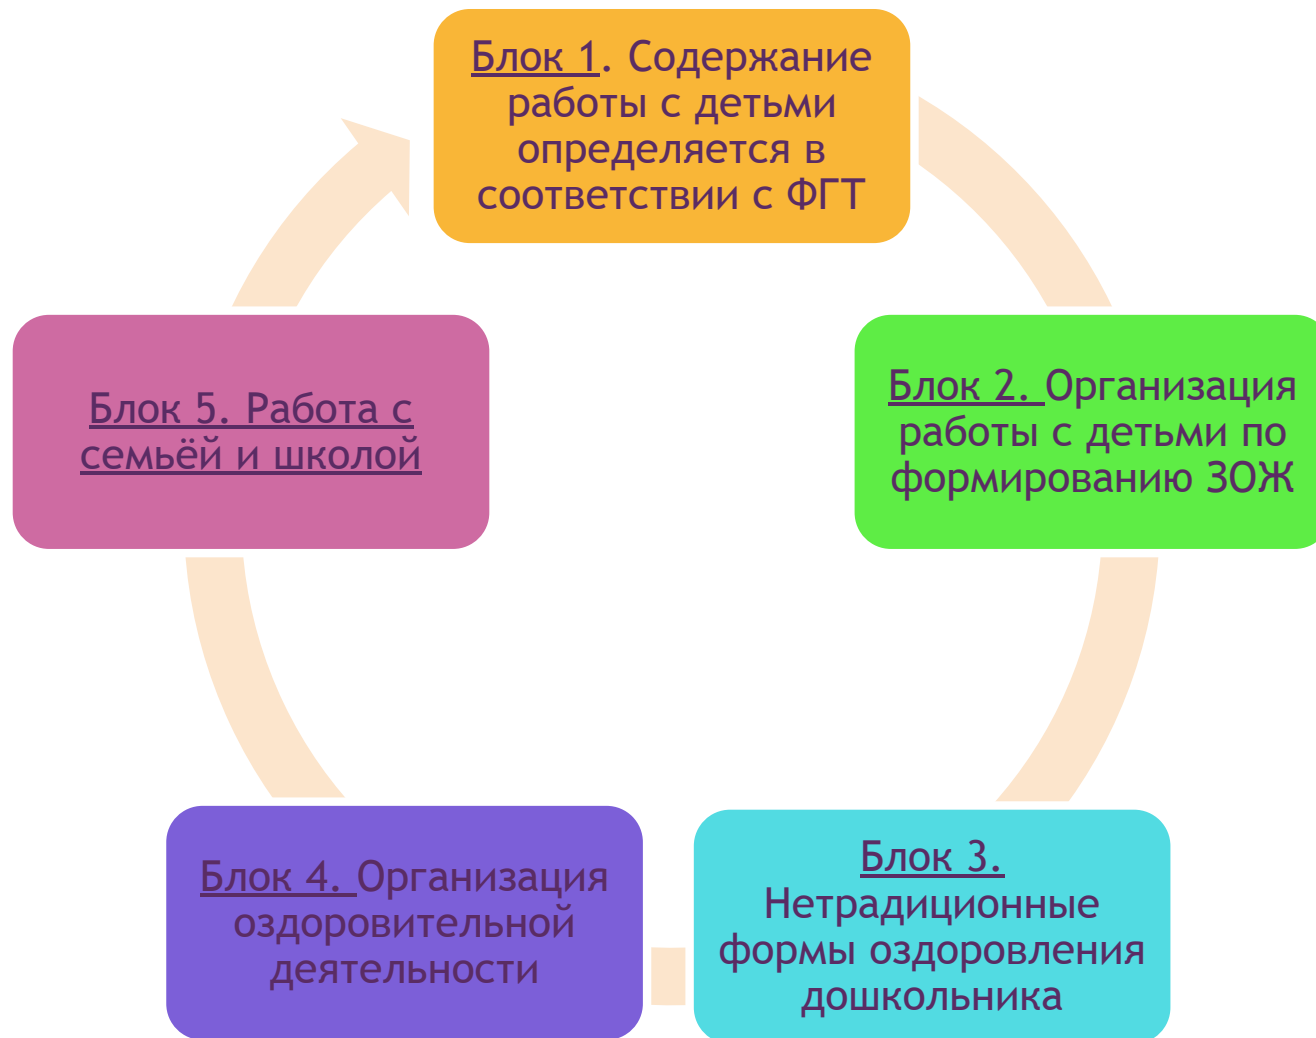 Блок 1. Содержание
работы с детьми
определяется в
соответствии с ФГТ
Блок 2. Организация
работы с детьми по
формированию ЗОЖ
Блок 3.
Нетрадиционные
формы оздоровления
дошкольника
Блок 4. Организация
оздоровительной
деятельности
Блок 5. Работа с
семьёй и школой